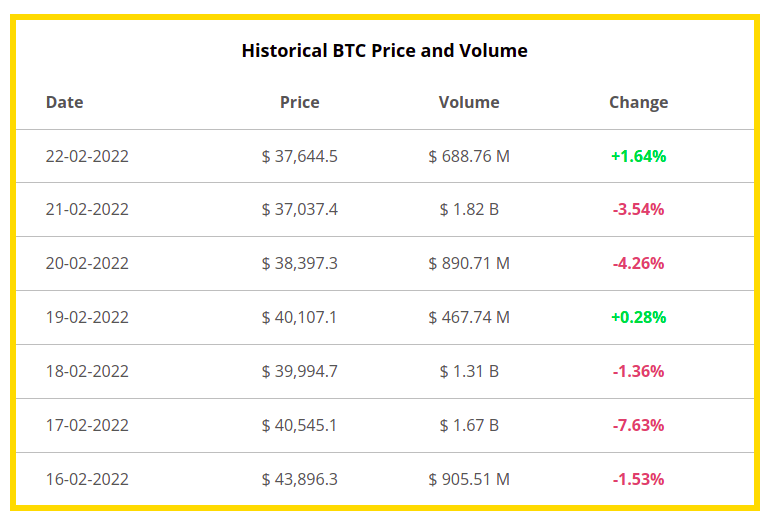 Historical BTC Price and Volume
Date Price Volume Change
22-02-2022 $ 37,644.5 $ 688.76 M +1.64%
21-02-2022 $ 37,037.4 $ 1.82 B -3.54%
20-02-2022 $ 38,397.3 $ 890.71 M -4.26%
19-02-2022 $ 40,107.1 $ 467.74 M +0.28%
18-02-2022 $ 39,994.7 $ 1.31 B -1.36%
17-02-2022 $ 40,545.1 $ 1.67 B -7.63%
16-02-2022 $ 43,896.3 $ 905.51 M -1.53%